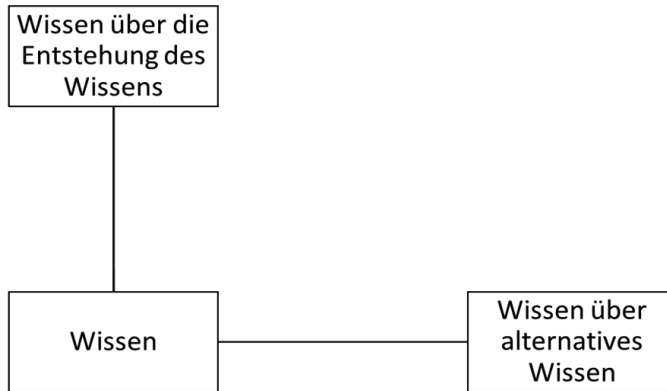 Wissen über die
Entstehung des
Wissens
Wissen
Wissen über
alternatives
Wissen